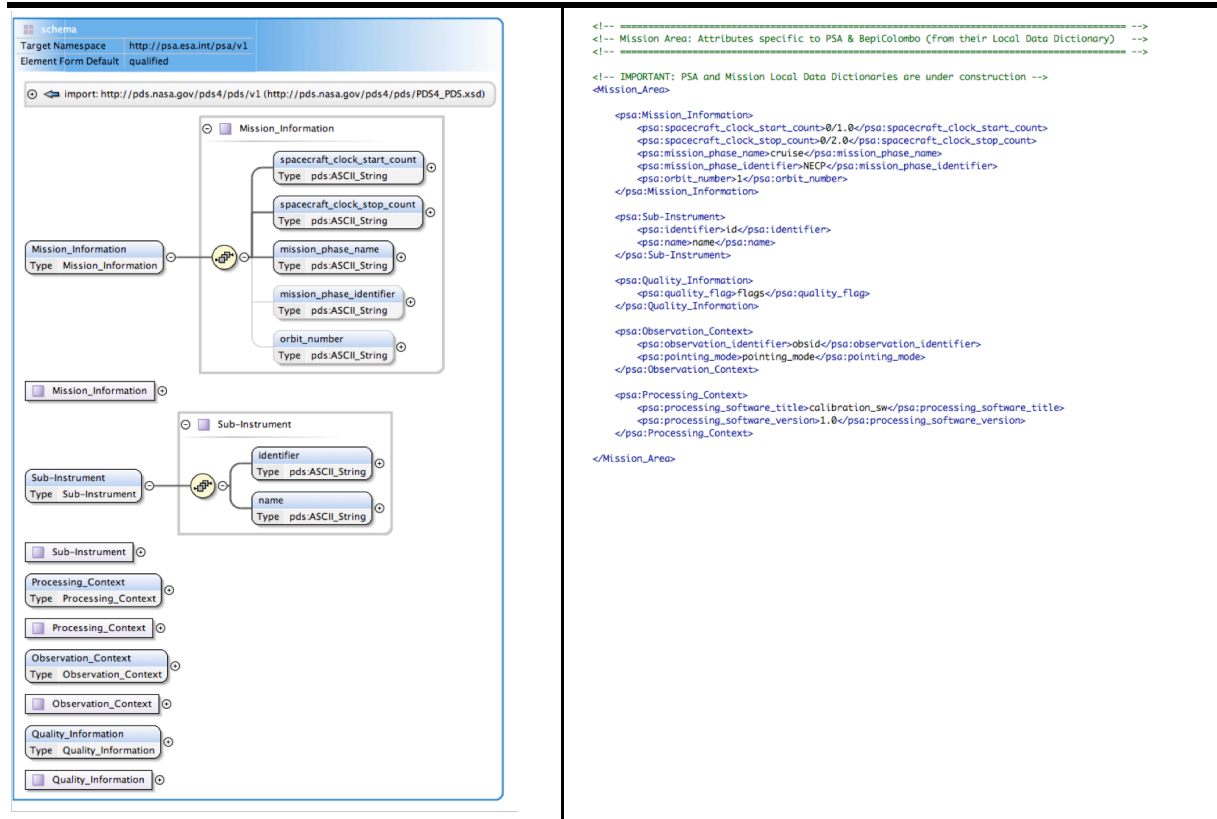 schema
Target Namespace http://psa.esa.int/psa/v1
Element Form Default qualified
import: http://pds.nasa.gov/pds4/pds/v1 (http://pds.nasa.gov/pds4/pds/PDS4_PDS.xsd)
Mission_Information
spacecraft_clock_start_count
Type pds:ASCII_String
spacecraft_clock_stop_count
Type pds:ASCII_String
Mission_Information
Type Mission_Information
mission_phase_name
Type pds:ASCII_String
mission_phase_identifier
Type pds:ASCII_String
orbit_number
Type pds:ASCII_String
Mission_Information
Sub-Instrument
identifier
Type pds:ASCII_String
Sub-Instrument
Type Sub-Instrument
name
Type pds:ASCII_String
Sub-Instrument
Processing_Context
Type Processing_Context
Processing_Context
Observation_Context
Type Observation_Context
Observation_Context
Quality_Information
Type Quality_Information
Quality_Information
<!-- ===================================================================================== -->
<!-- Mission Area: Attributes specific to PSA & BepiColombo (from their Local Data Dictionary) -->
<!-- ===================================================================================== -->
<!-- IMPORTANT: PSA and Mission Local Data Dictionaries are under construction -->
<Mission_Area>
<psa:Mission_Information>
<psa:spacecraft_clock_start_count>0/1.0</psa:spacecraft_clock_start_count>
<psa:spacecraft_clock_stop_count>0/2.0</psa:spacecraft_clock_stop_count>
<psa:mission_phase_name>cruise</psa:mission_phase_name>
<psa:mission_phase_identifier>NECP</psa:mission_phase_identifier>
<psa:orbit_number>1</psa:orbit_number>
</psa:Mission_Information>
<psa:Sub-Instrument>
<psa:identifier>id</psa:identifier>
<psa:name>name</psa:name>
</psa:Sub-Instrument>
<psa:Quality_Information>
<psa:quality_flag>flags</psa:quality_flag>
</psa:Quality_Information>
<psa:Observation_Context>
<psa:observation_identifier>obsid</psa:observation_identifier>
<psa:pointing_mode>pointing_mode</psa:pointing_mode>
</psa:Observation_Context>
<psa:Processing_Context>
<psa:processing_software_title>calibration_sw</psa:processing_software_title>
<psa:processing_software_version>1.0</psa:processing_software_version>
</psa:Processing_Context>
</Mission_Area>